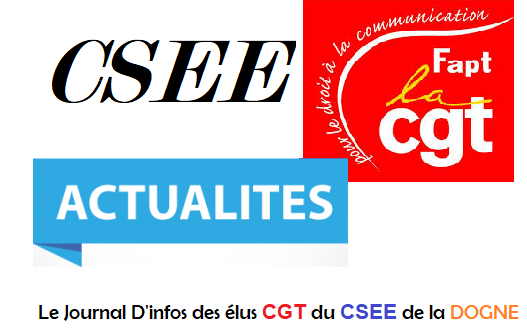 CSEE
pour le droit à la communication
Fapt
la
cgt
ACTUALITES
Le Journal D'infos des élus CGT du CSEE de la DOGNE